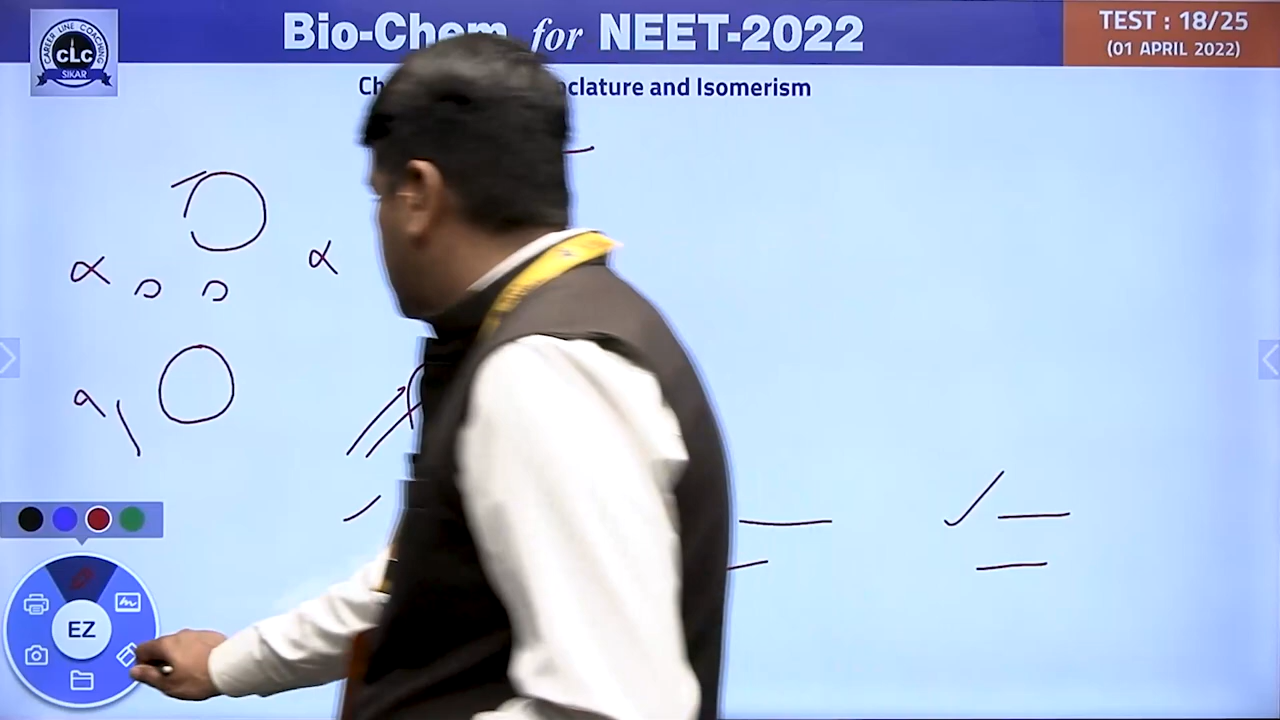 Bio-Chem for NEET-2022
TEST : 18/25
(01 APRIL 2022)
CAREER LINE COACHING
CLC
SIKAR
Ch clature and Isomerism
α
α
EZ